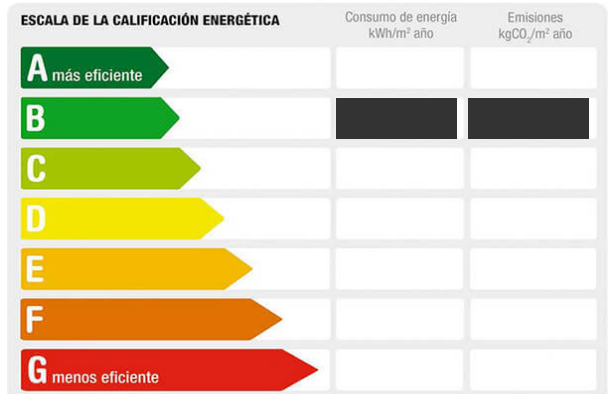 ESCALA DE LA CALIFICACIÓN ENERGÉTICA
Consumo de energía
kWh/m² año
Emisiones
kgCO₂/m² año
A más eficiente
B
C
D
E
F
G menos eficiente